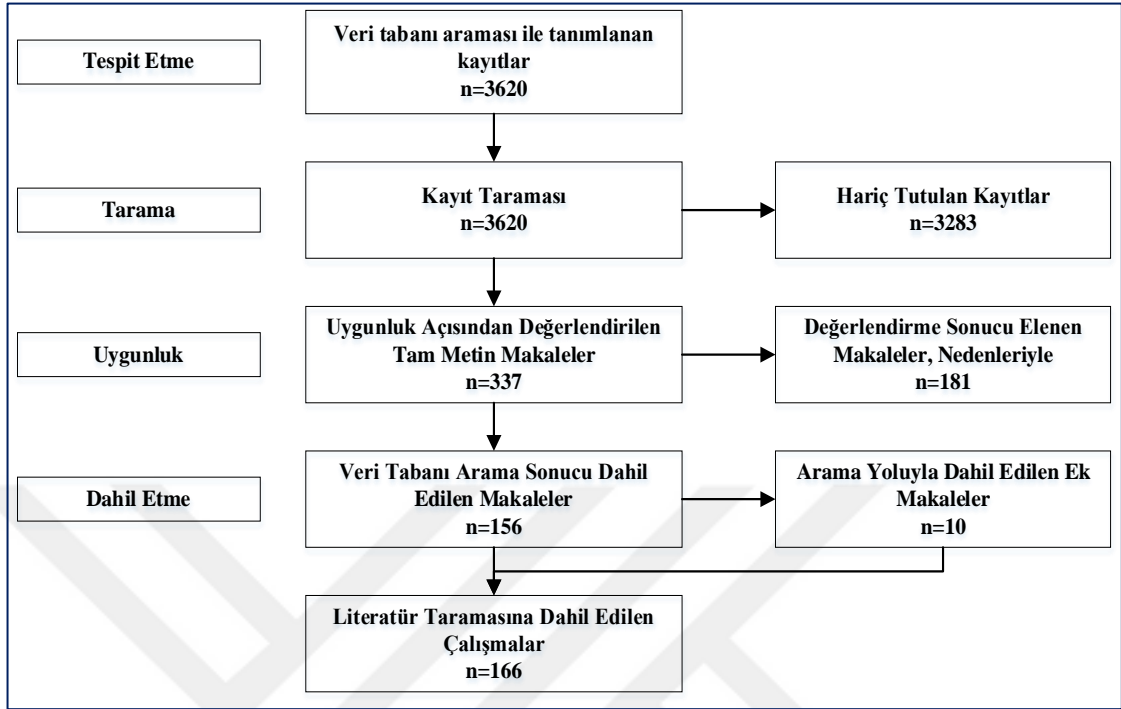 Tespit Etme
Veri tabanı araması ile tanımlanan
kayıtlar
n=3620
Tarama
Kayıt Taraması
n=3620
Hariç Tutulan Kayıtlar
n=3283
Uygunluk
Uygunluk Açısından Değerlendirilen
Tam Metin Makaleler
n=337
Değerlendirme Sonucu Elenen
Makaleler, Nedenleriyle
n=181
Dahil Etme
Veri Tabanı Arama Sonucu Dahil
Edilen Makaleler
n=156
Arama Yoluyla Dahil Edilen Ek
Makaleler
n=10
Literatür Taramasına Dahil Edilen
Çalışmalar
n=166